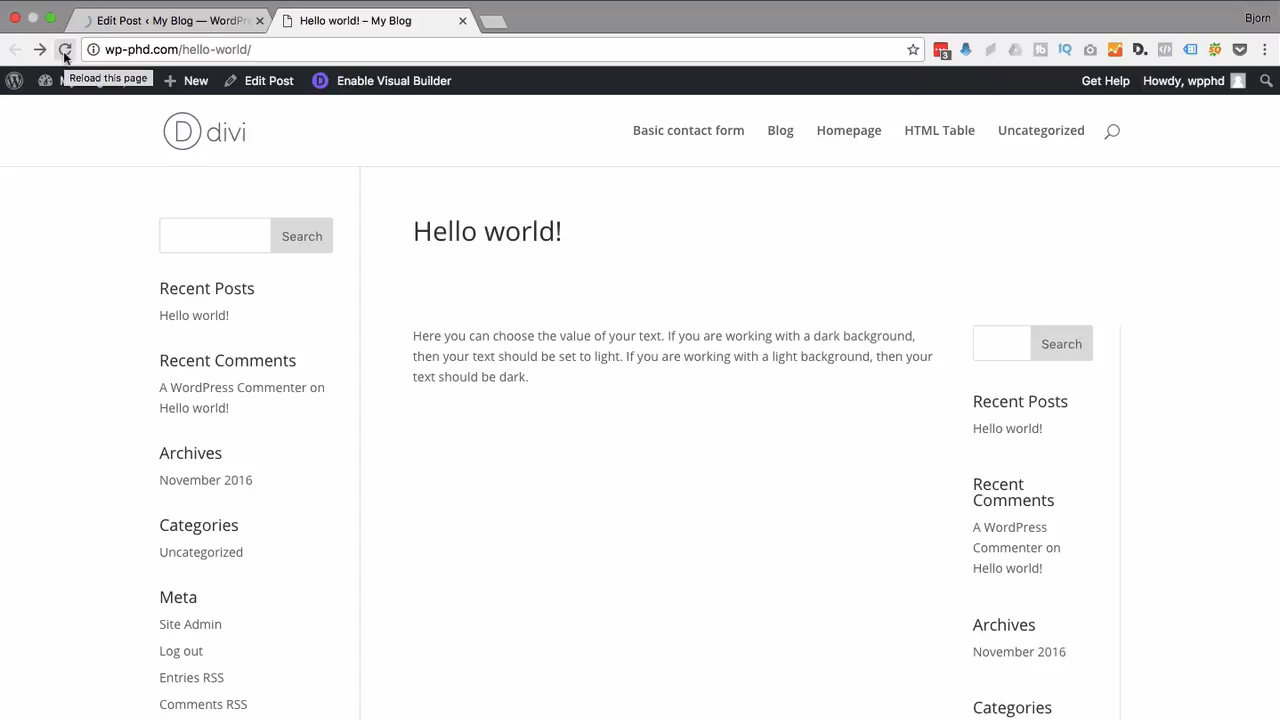 Edit Post ‹ My Blog — WordPre
Hello world! – My Blog
Bjorn
wp-phd.com/hello-world/
3
D.
Reload this page
New
Edit Post
D
Enable Visual Builder
Get Help
Howdy, wpphd
D divi
Basic contact form
Blog
Homepage
HTML Table
Uncategorized
Search
Recent Posts
Hello world!
Recent Comments
A WordPress Commenter on
Hello world!
Archives
November 2016
Categories
Uncategorized
Meta
Site Admin
Log out
Entries RSS
Comments RSS
Hello world!
Here you can choose the value of your text. If you are working with a dark background,
then your text should be set to light. If you are working with a light background, then your
text should be dark.
Search
Recent Posts
Hello world!
Recent
Comments
A WordPress
Commenter on
Hello world!
Archives
November 2016
Categories